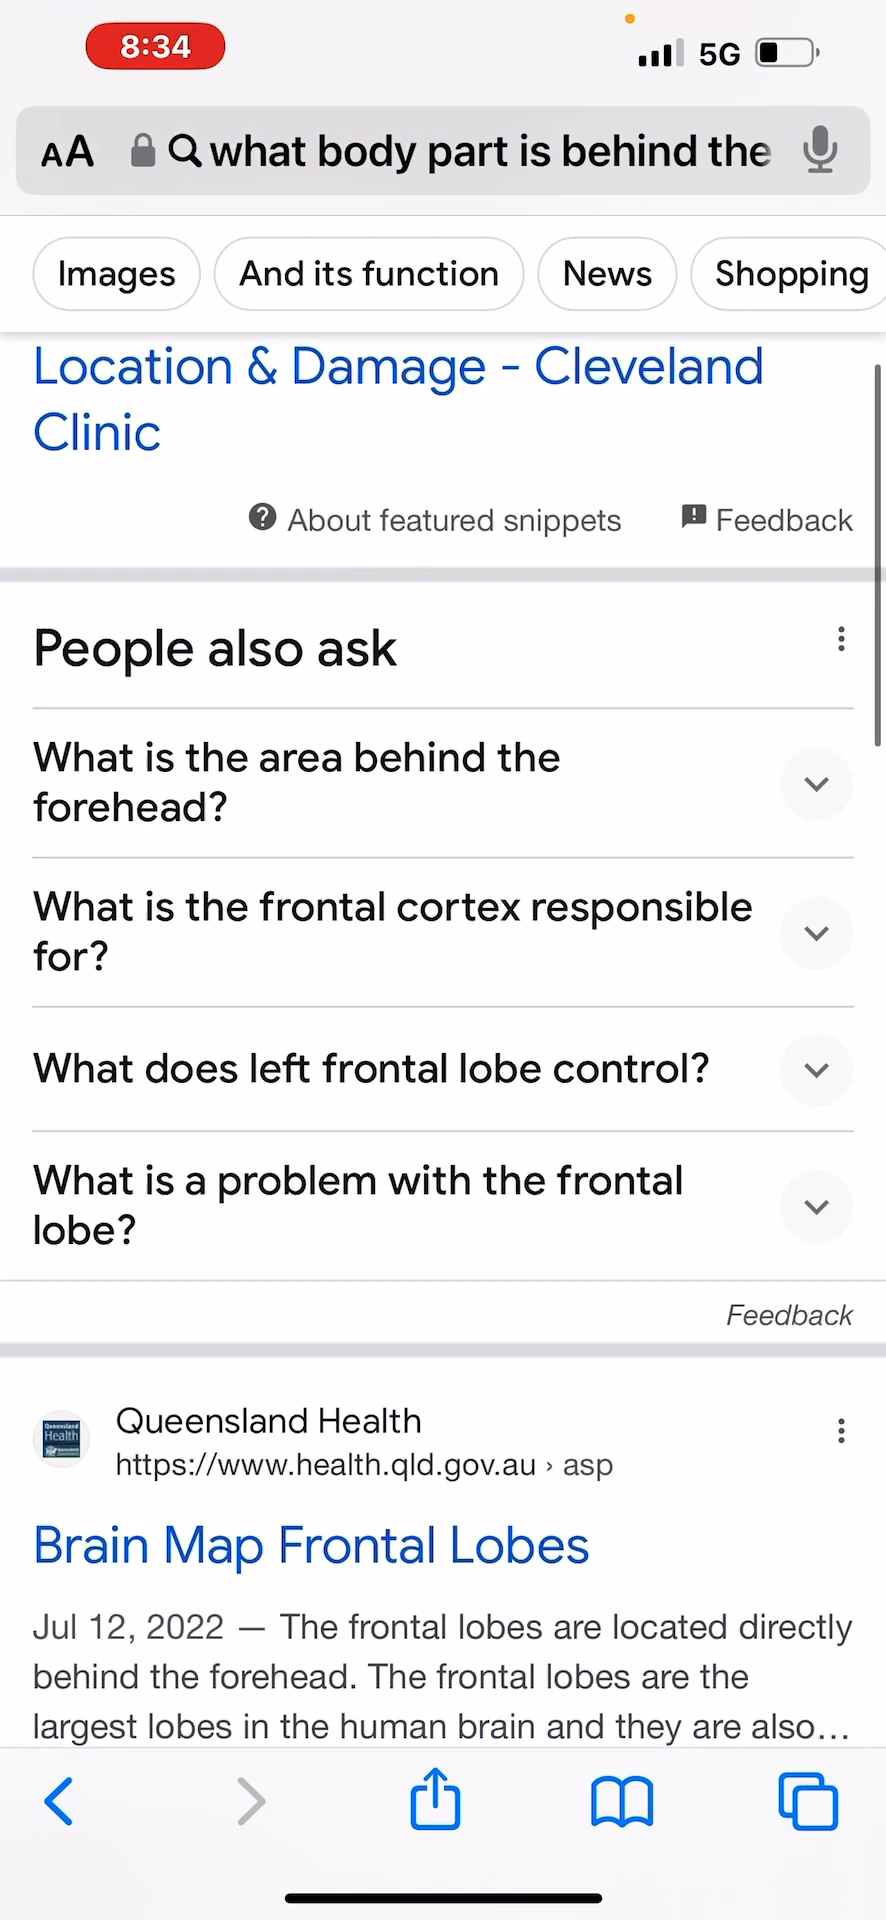 8:34
5G
AA what body part is behind the
Images And its function News Shopping
Location & Damage - Cleveland
Clinic
About featured snippets Feedback
People also ask
What is the area behind the
forehead?
What is the frontal cortex responsible
for?
What does left frontal lobe control?
What is a problem with the frontal
lobe?
Feedback
Queensland Health
Queensland
Health
https://www.health.qld.gov.au › asp
Brain Map Frontal Lobes
Jul 12, 2022 — The frontal lobes are located directly
behind the forehead. The frontal lobes are the
largest lobes in the human brain and they are also...